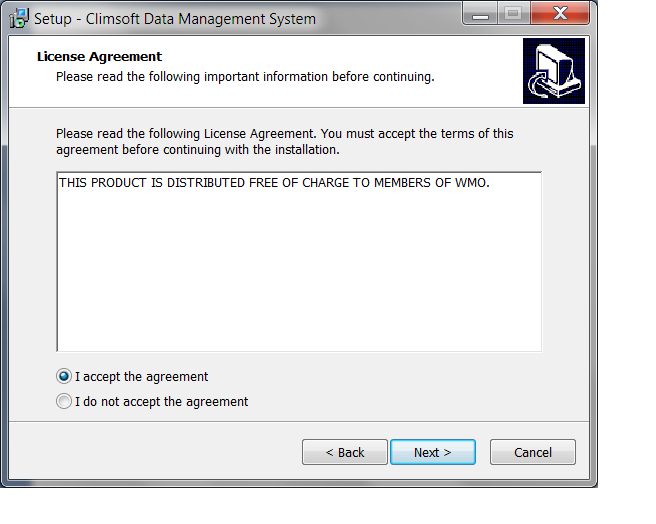 Setup - Climsoft Data Management System
License Agreement
Please read the following important information before continuing.
Please read the following License Agreement. You must accept the terms of this
agreement before continuing with the installation.
THIS PRODUCT IS DISTRIBUTED FREE OF CHARGE TO MEMBERS OF WMO.
I accept the agreement
I do not accept the agreement
< Back
Next >
Cancel